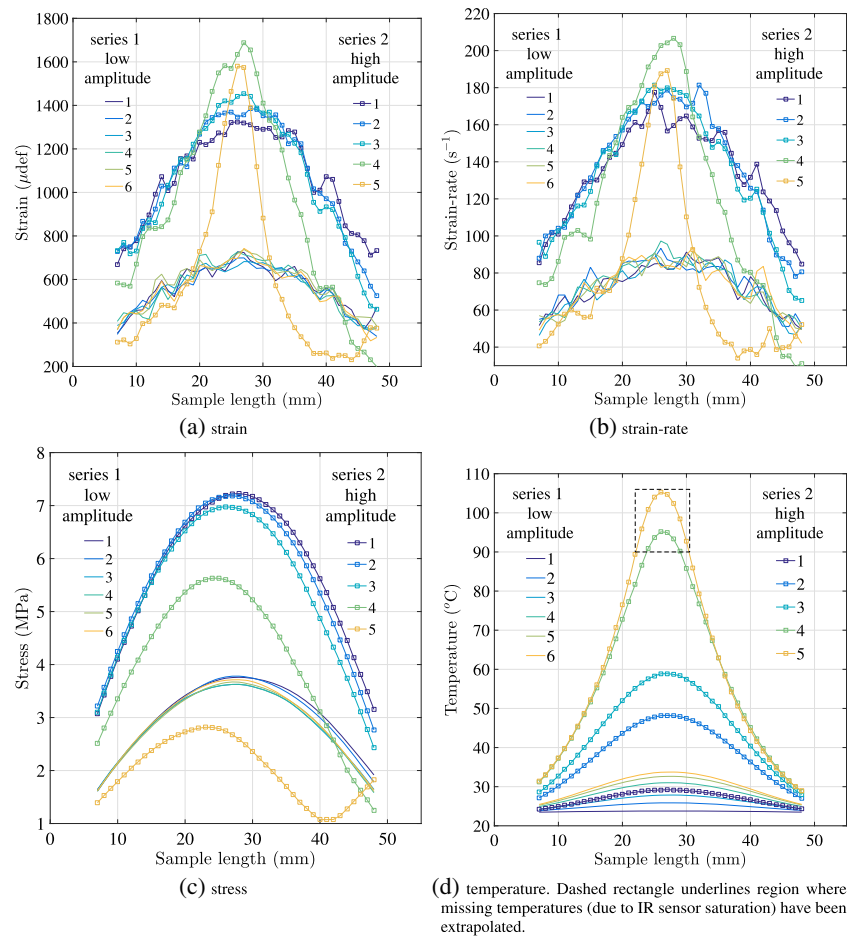 1800
1600
1400
1200
1000
800
600
400
200
0 10 20 30 40 50
Strain (μdef)
Sample length (mm)
series 1
low
amplitude
1
2
3
4
5
6
series 2
high
amplitude
1
2
3
4
5
(a) strain
220
200
180
160
140
120
100
80
60
40
0 10 20 30 40 50
Strain-rate (s⁻¹)
Sample length (mm)
series 1
low
amplitude
1
2
3
4
5
6
series 2
high
amplitude
1
2
3
4
5
(b) strain-rate
8
7
6
5
4
3
2
1
0 10 20 30 40 50
Stress (MPa)
Sample length (mm)
series 1
low
amplitude
1
2
3
4
5
6
series 2
high
amplitude
1
2
3
4
5
(c) stress
110
100
90
80
70
60
50
40
30
20
0 10 20 30 40 50
Temperature (°C)
Sample length (mm)
series 1
low
amplitude
1
2
3
4
5
6
series 2
high
amplitude
1
2
3
4
5
(d) temperature. Dashed rectangle underlines region where
missing temperatures (due to IR sensor saturation) have been
extrapolated.